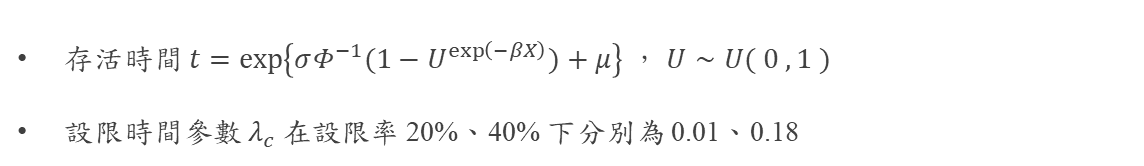 • 存活時間 𝑡 = exp{𝜎𝛷⁻¹(1 − 𝑈^exp(−𝛽𝑋)) + 𝜇} ， 𝑈 ~ 𝑈( 0 , 1 )
• 設限時間參數 𝜆𝑐 在設限率 20%、40% 下分別為 0.01、0.18